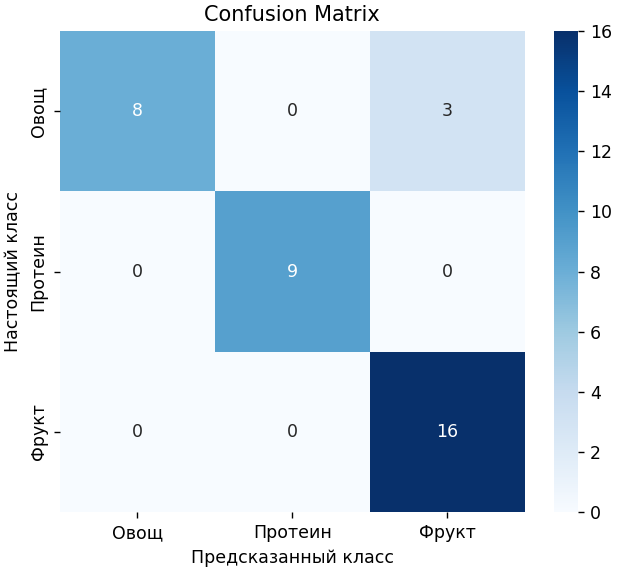 Confusion Matrix
Настоящий класс
Овощ
8
0
3
Протеин
0
9
0
Фрукт
0
0
16
Овощ
Протеин
Фрукт
Предсказанный класс
16
14
12
10
8
6
4
2
0